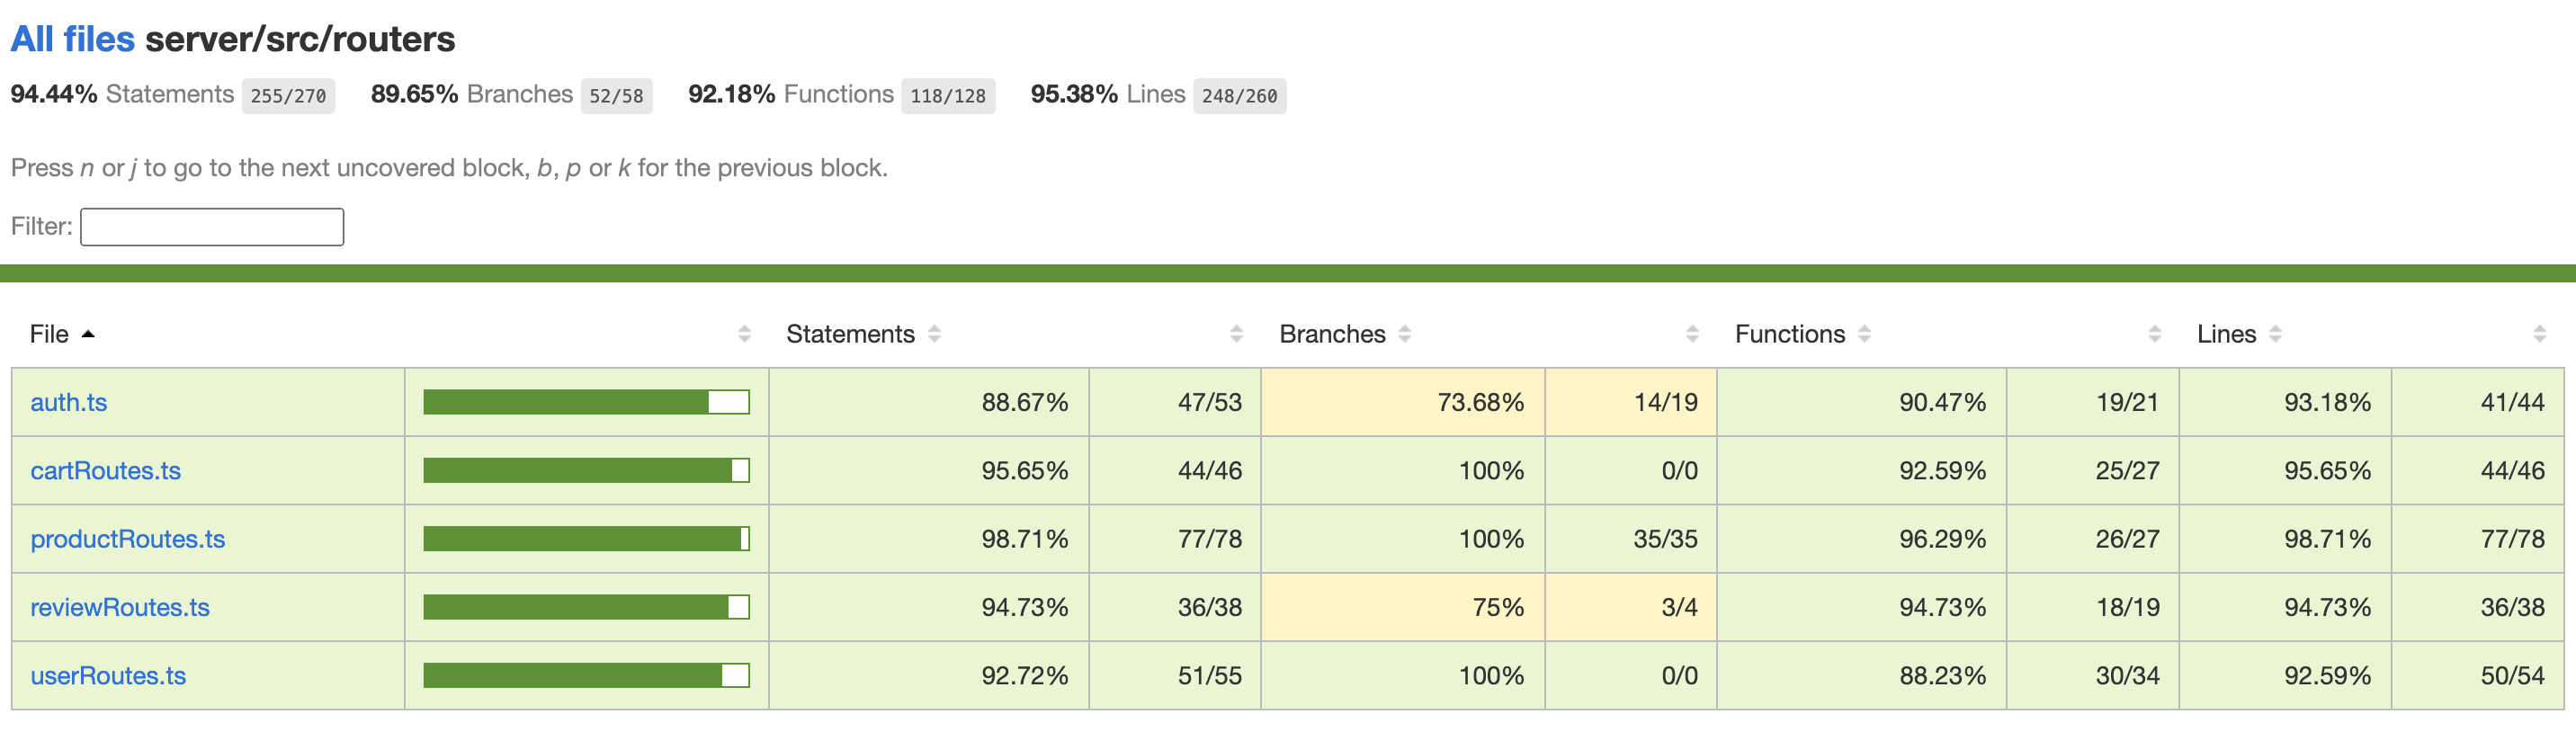 All files server/src/routers
94.44% Statements 255/270 89.65% Branches 52/58 92.18% Functions 118/128 95.38% Lines 248/260
Press n or j to go to the next uncovered block, b, p or k for the previous block.
Filter:
File Statements Branches Functions Lines
auth.ts 88.67% 47/53 73.68% 14/19 90.47% 19/21 93.18% 41/44
cartRoutes.ts 95.65% 44/46 100% 0/0 92.59% 25/27 95.65% 44/46
productRoutes.ts 98.71% 77/78 100% 35/35 96.29% 26/27 98.71% 77/78
reviewRoutes.ts 94.73% 36/38 75% 3/4 94.73% 18/19 94.73% 36/38
userRoutes.ts 92.72% 51/55 100% 0/0 88.23% 30/34 92.59% 50/54